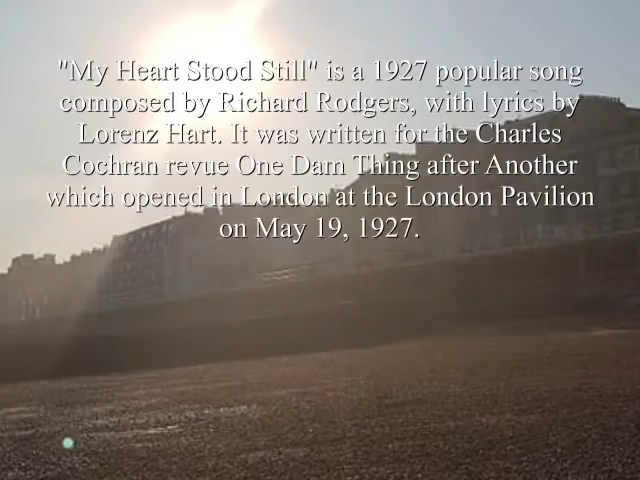 "My Heart Stood Still" is a 1927 popular song
composed by Richard Rodgers, with lyrics by
Lorenz Hart. It was written for the Charles
Cochran revue One Dam Thing after Another
which opened in London at the London Pavilion
on May 19, 1927.